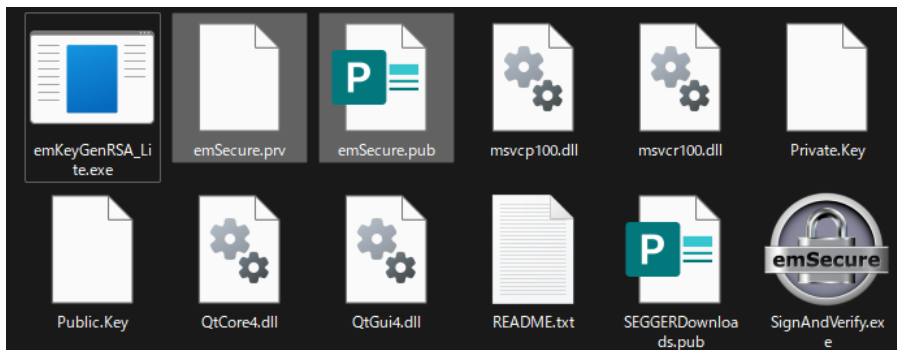 emKeyGenRSA_Li
te.exe
emSecure.prv
P
emSecure.pub
msvcp100.dll
msvcr100.dll
Private.Key
Public.Key
QtCore4.dll
QtGui4.dll
README.txt
P
SEGGERDownloa
ds.pub
emSecure
SignAndVerify.ex
e